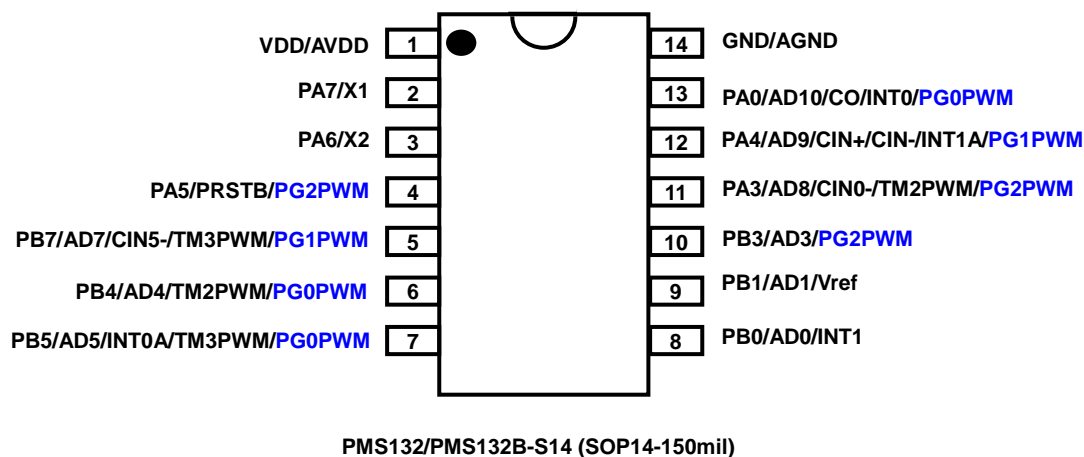 VDD/AVDD 1 14 GND/AGND
PA7/X1 2 13 PA0/AD10/CO/INT0/PG0PWM
PA6/X2 3 12 PA4/AD9/CIN+/CIN-/INT1A/PG1PWM
PA5/PRSTB/PG2PWM 4 11 PA3/AD8/CIN0-/TM2PWM/PG2PWM
PB7/AD7/CIN5-/TM3PWM/PG1PWM 5 10 PB3/AD3/PG2PWM
PB4/AD4/TM2PWM/PG0PWM 6 9 PB1/AD1/Vref
PB5/AD5/INT0A/TM3PWM/PG0PWM 7 8 PB0/AD0/INT1
PMS132/PMS132B-S14 (SOP14-150mil)